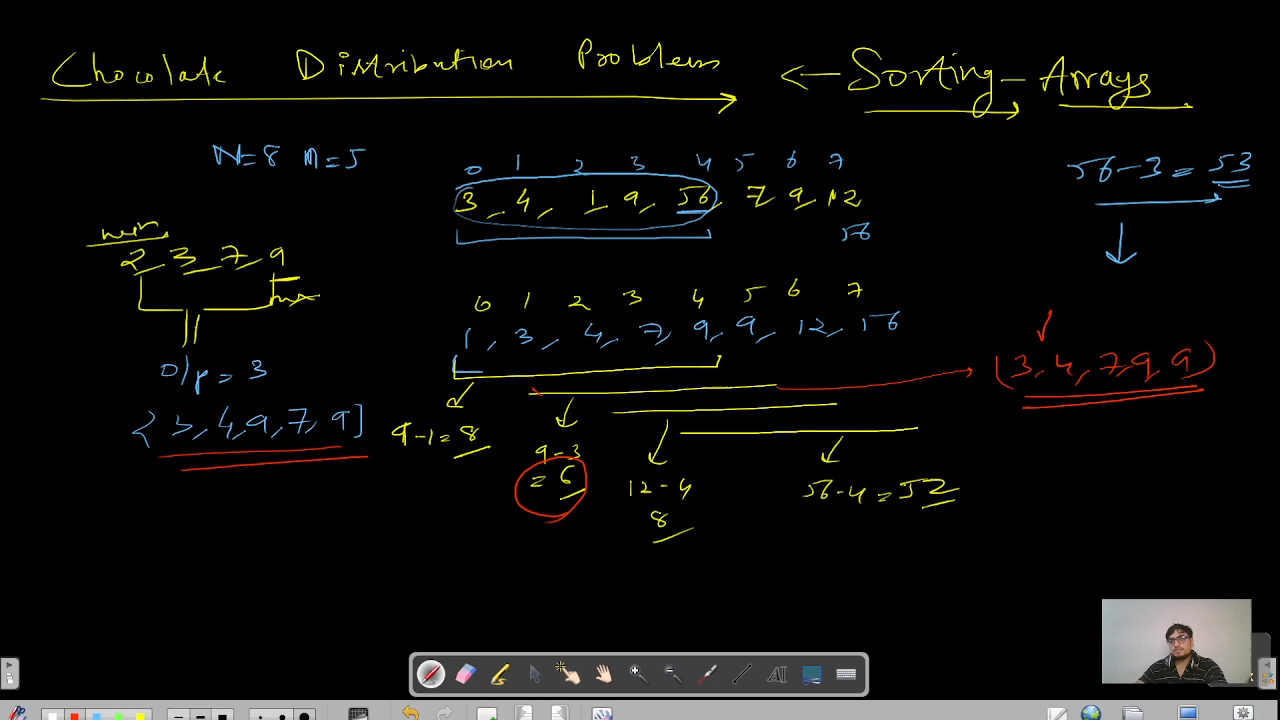 Chocolate Distribution Problem ← Sorting - Arrays
N=8 M=5
0 1 2 3 4 5 6 7
3, 4, 1, 9, 56, 7, 9, 12
56
56-3=53
min
2, 3, 7, 9
max
0 1 2 3 4 5 6 7
1, 3, 4, 7, 9, 9, 12, 56
o/p = 3
(3, 4, 7, 9, 9)
{3, 4, 9, 7, 9]
9-1=8
9-3
= 6
12-4
8
56-4=52